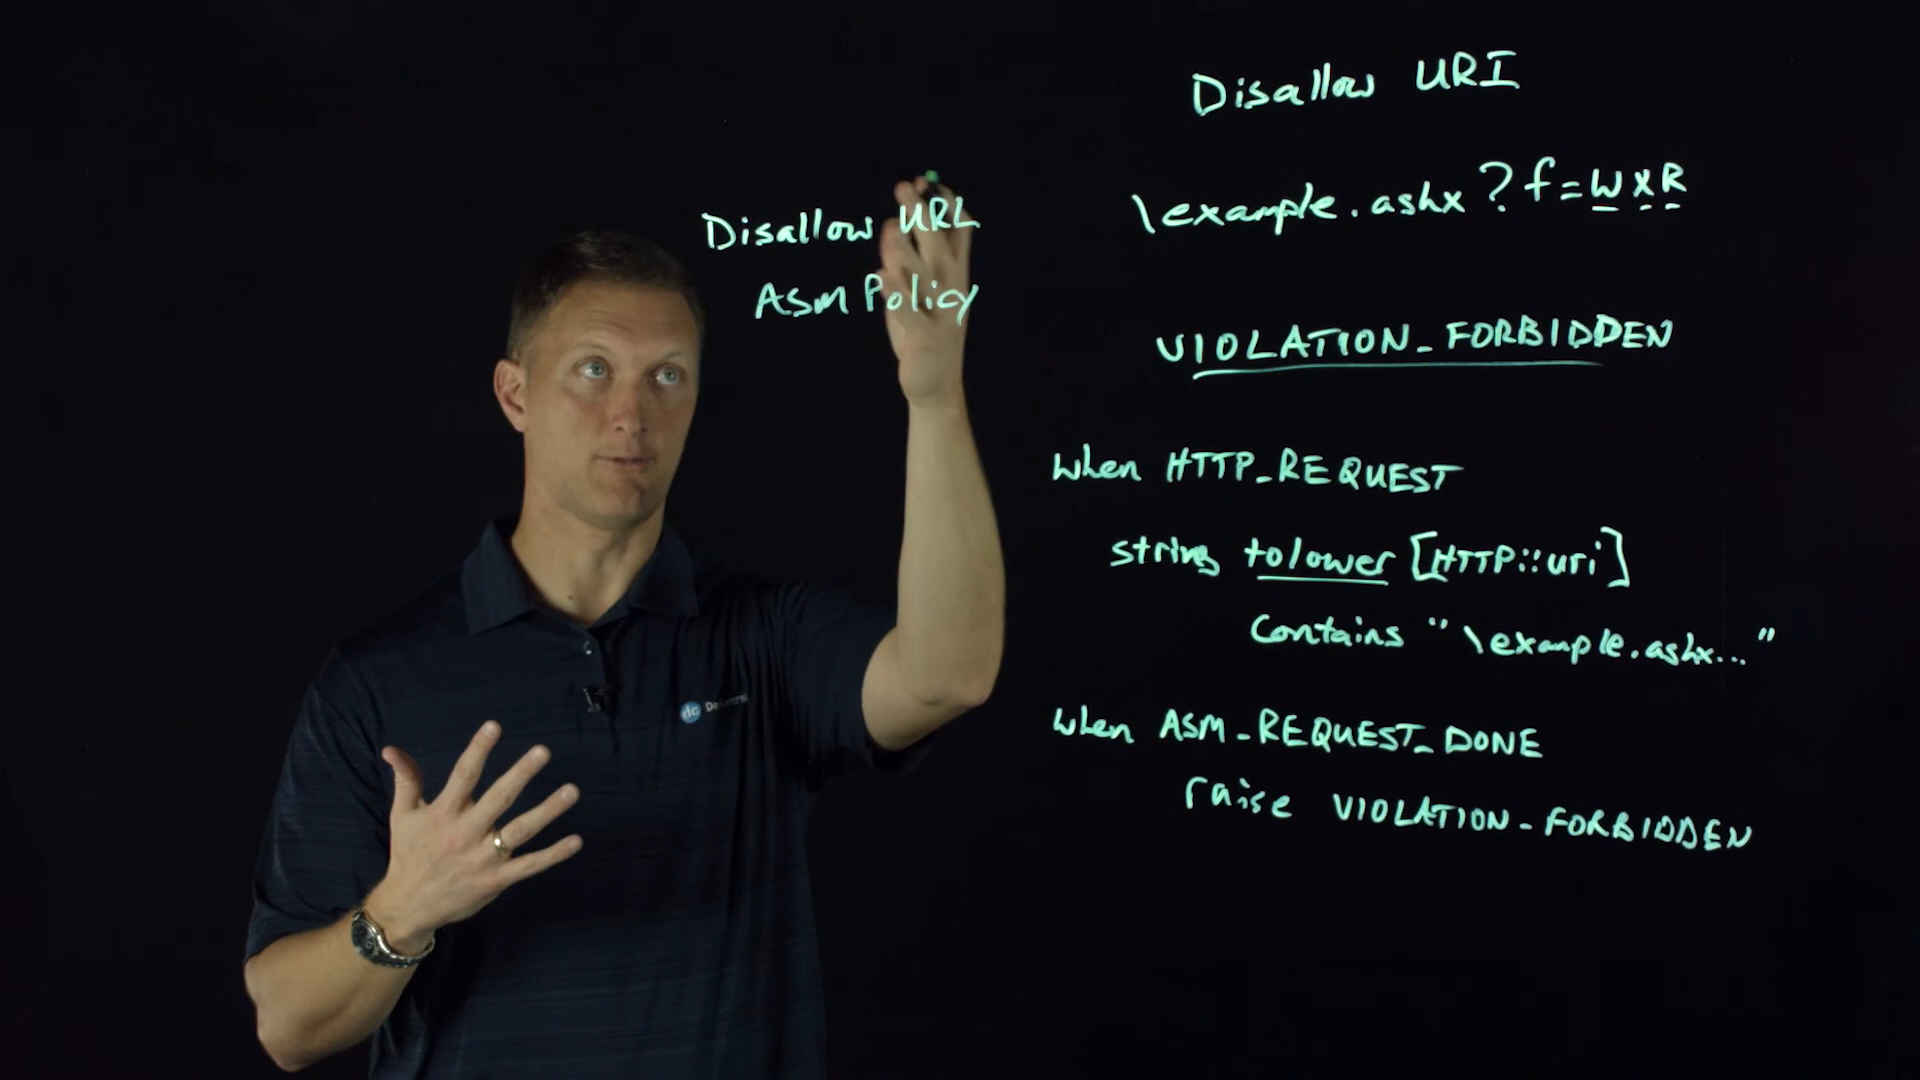 Disallow URL
ASM Policy
Disallow URI
\example.ashx?f=WXR
VIOLATION_FORBIDDEN
when HTTP_REQUEST
string tolower [HTTP::uri]
Contains "\example.ashx..."
when ASM_REQUEST_DONE
raise VIOLATION_FORBIDDEN
dc